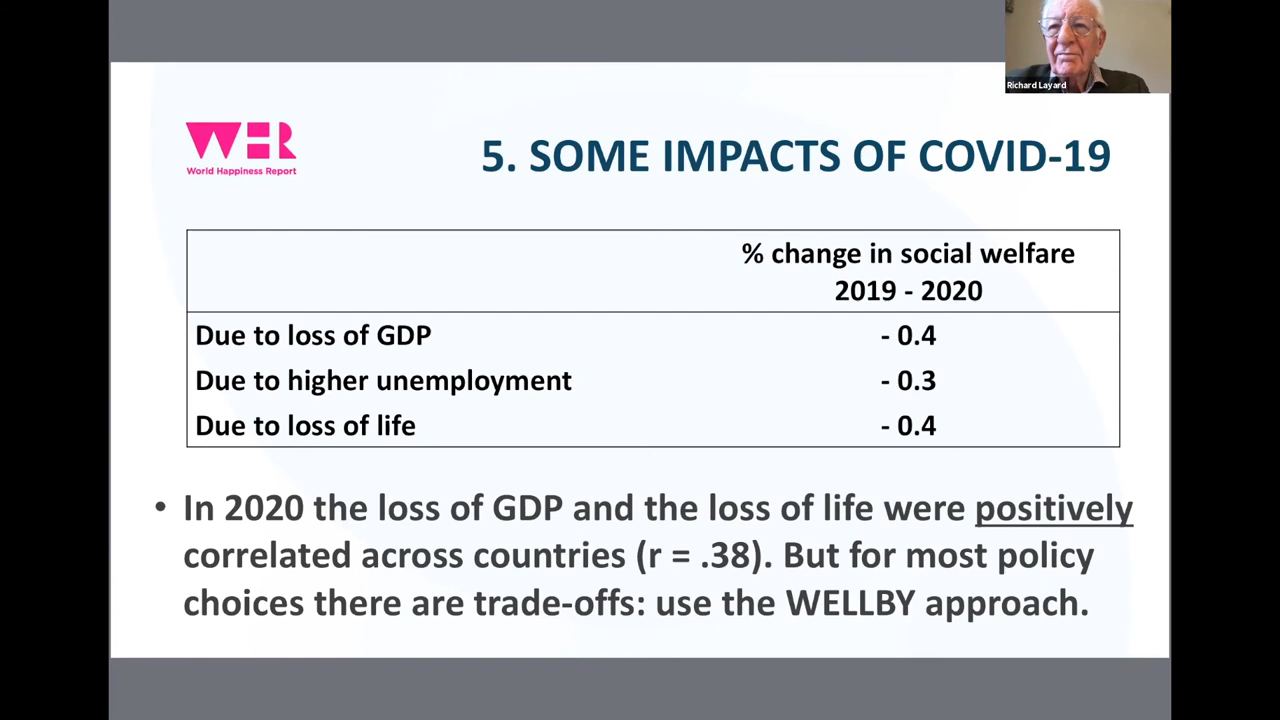 Richard Layard
WHR
World Happiness Report
5. SOME IMPACTS OF COVID-19
% change in social welfare
2019 - 2020
Due to loss of GDP - 0.4
Due to higher unemployment - 0.3
Due to loss of life - 0.4
• In 2020 the loss of GDP and the loss of life were positively
correlated across countries (r = .38). But for most policy
choices there are trade-offs: use the WELLBY approach.